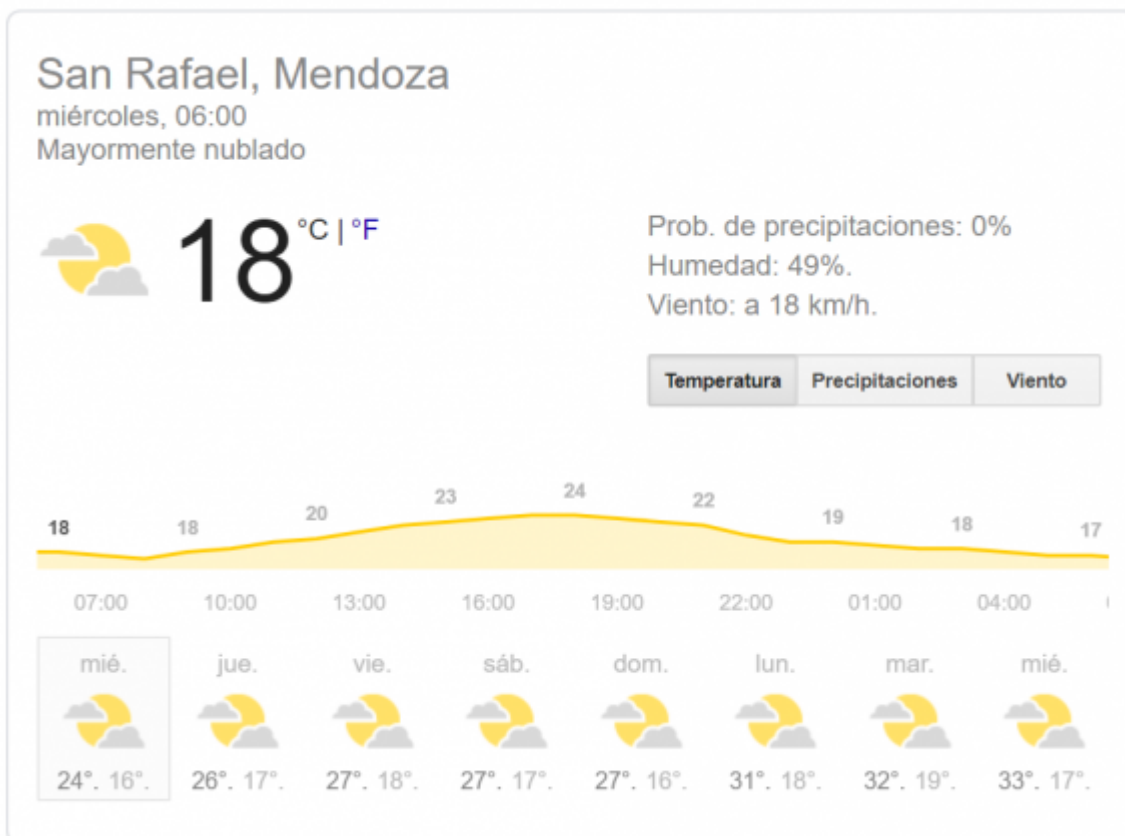 San Rafael, Mendoza
miércoles, 06:00
Mayormente nublado
18 °C | °F
Prob. de precipitaciones: 0%
Humedad: 49%.
Viento: a 18 km/h.
Temperatura Precipitaciones Viento
18 18 20 23 24 22 19 18 17
07:00 10:00 13:00 16:00 19:00 22:00 01:00 04:00
mié. jue. vie. sáb. dom. lun. mar. mié.
24°. 16°. 26°. 17°. 27°. 18°. 27°. 17°. 27°. 16°. 31°. 18°. 32°. 19°. 33°. 17°.